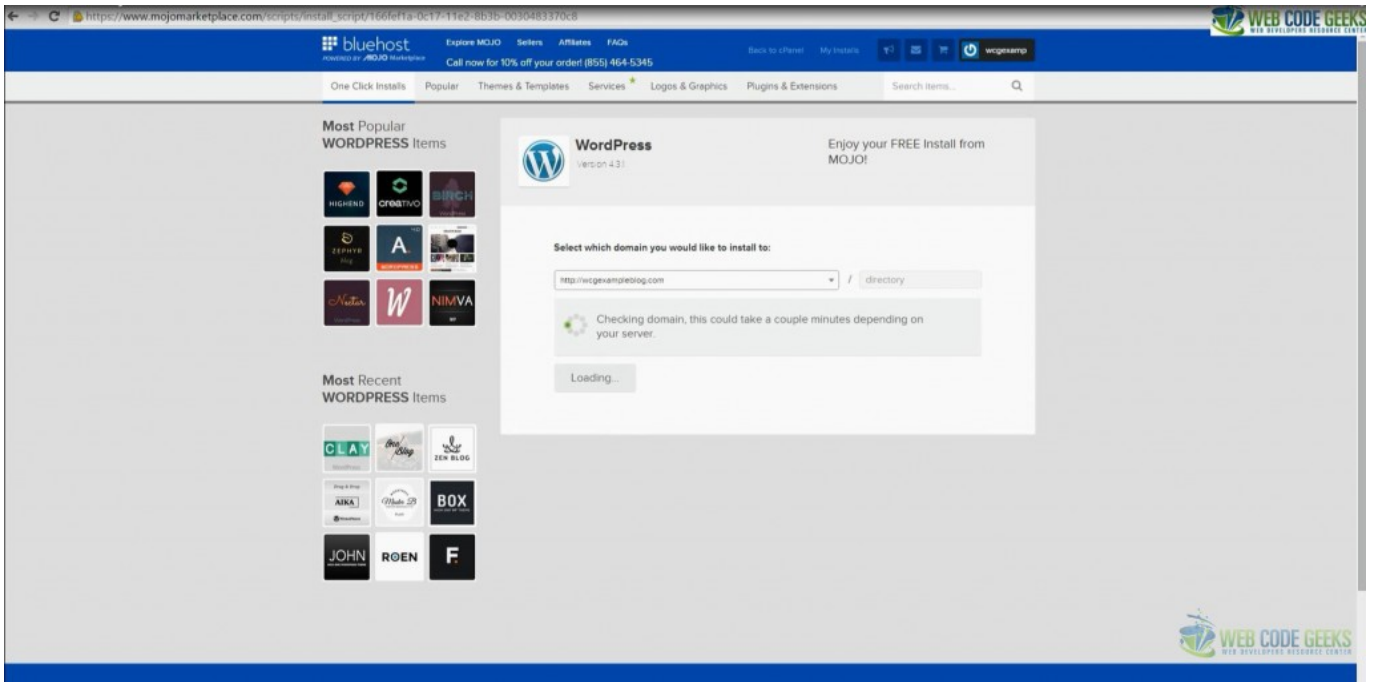 https://www.mojomarketplace.com/scripts/install_script/166fef1a-0c17-11e2-8b3b-0030483370c8
WEB CODE GEEKS
WEB DEVELOPERS RESOURCE CENTER
bluehost
POWERED BY MOJO Marketplace
Explore MOJO Sellers Affiliates FAQs
Call now for 10% off your order! (855) 464-5345
Back to cPanel My Installs
wcgexamp
One Click Installs Popular Themes & Templates Services Logos & Graphics Plugins & Extensions Search items...
Most Popular
WORDPRESS Items
HIGHEND
creativo
BIRCH
ZEPHYR
Blog
A.
WORDPRESS
Nectar
W
NIMVA
WordPress
Version 4.3.1
Enjoy your FREE Install from
MOJO!
Select which domain you would like to install to:
http://wcgexampleblog.com / directory
Checking domain, this could take a couple minutes depending on
your server.
Loading...
Most Recent
WORDPRESS Items
CLAY
One Blog
ZEN BLOG
Drag & Drop
AIKA
BOX
JOHN
ROEN
F.
WEB CODE GEEKS
WEB DEVELOPERS RESOURCE CENTER